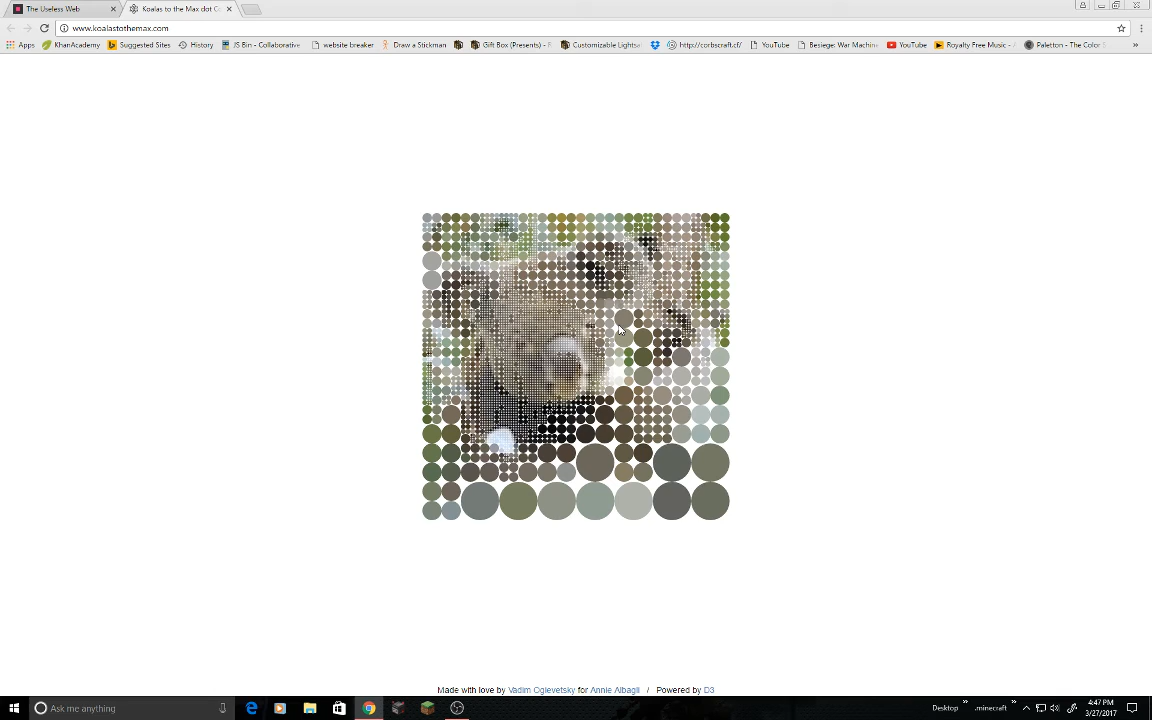 The Useless Web
Koalas to the Max dot Co
www.koalastothemax.com
Apps KhanAcademy Suggested Sites History JS Bin - Collaborative website breaker Draw a Stickman Gift Box (Presents) - F Customizable Lightsa http://corbscraft.cf/ YouTube Besiege: War Machine YouTube Royalty Free Music - Paletton - The Color S »
Made with love by Vadim Ogievetsky for Annie Albagli / Powered by D3
Ask me anything
Desktop » .minecraft »
4:47 PM
3/27/2017